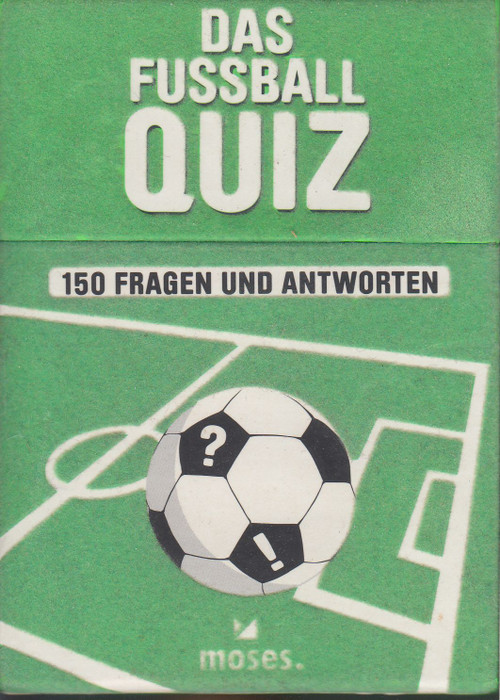 DAS
FUSSBALL
QUIZ
150 FRAGEN UND ANTWORTEN
?
!
moses.